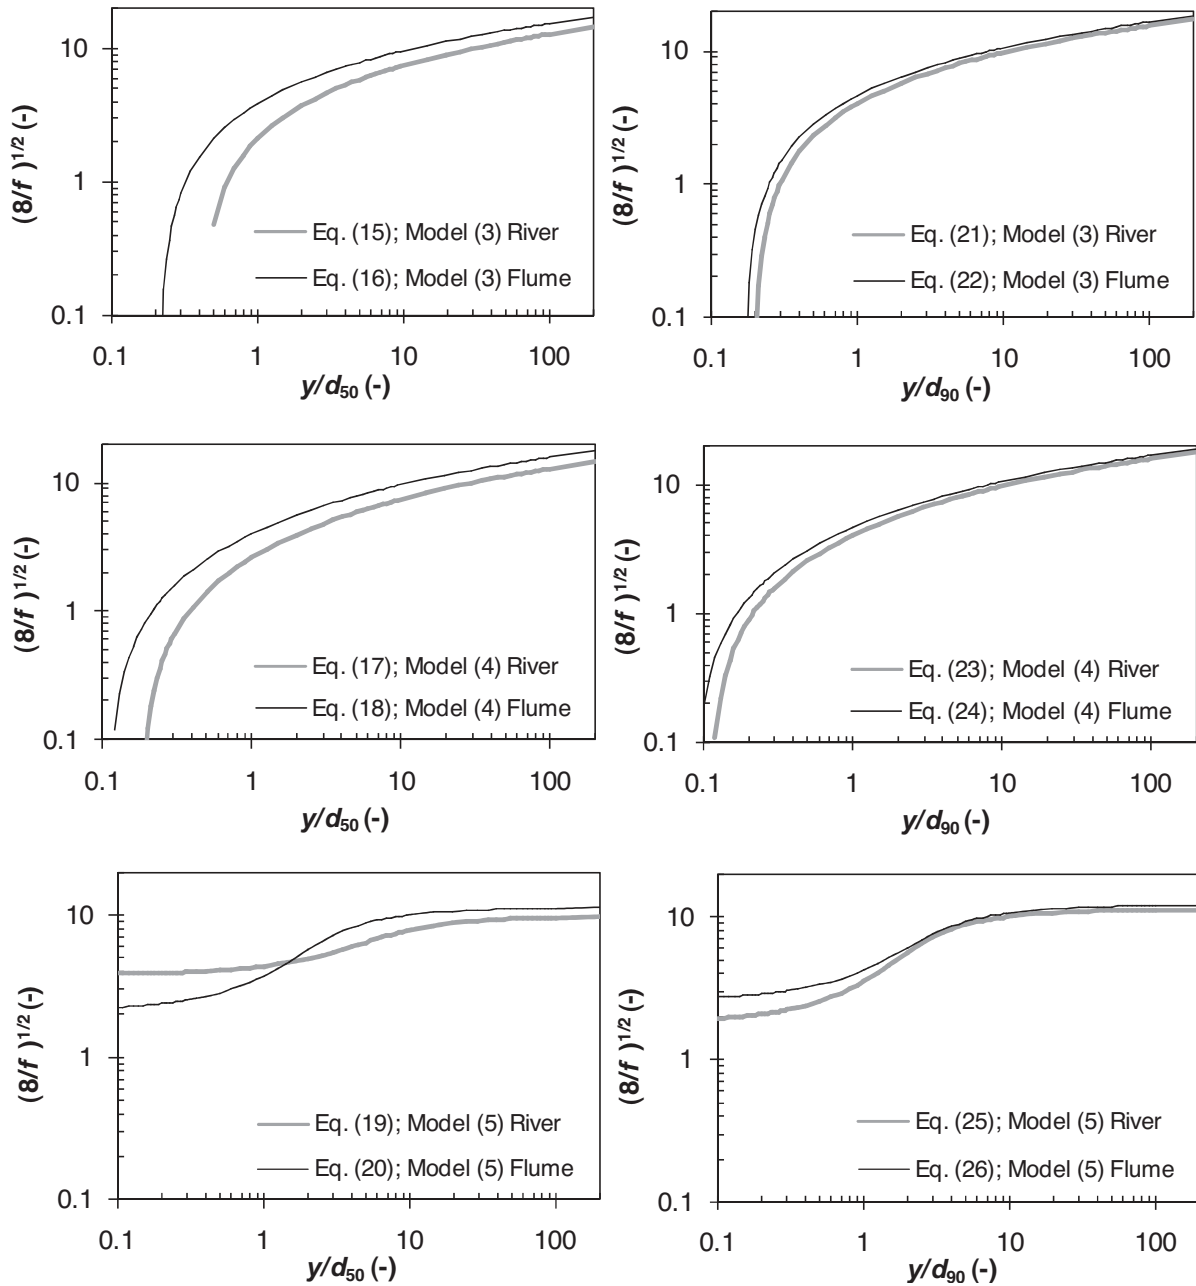 (8/f )1/2 (-)
10
1
0.1
Eq. (15); Model (3) River
Eq. (16); Model (3) Flume
0.1 1 10 100
y/d50 (-)
(8/f )1/2 (-)
10
1
0.1
Eq. (21); Model (3) River
Eq. (22); Model (3) Flume
0.1 1 10 100
y/d90 (-)
(8/f )1/2 (-)
10
1
0.1
Eq. (17); Model (4) River
Eq. (18); Model (4) Flume
0.1 1 10 100
y/d50 (-)
(8/f )1/2 (-)
10
1
0.1
Eq. (23); Model (4) River
Eq. (24); Model (4) Flume
0.1 1 10 100
y/d90 (-)
(8/f )1/2 (-)
10
1
0.1
Eq. (19); Model (5) River
Eq. (20); Model (5) Flume
0.1 1 10 100
y/d50 (-)
(8/f )1/2 (-)
10
1
0.1
Eq. (25); Model (5) River
Eq. (26); Model (5) Flume
0.1 1 10 100
y/d90 (-)